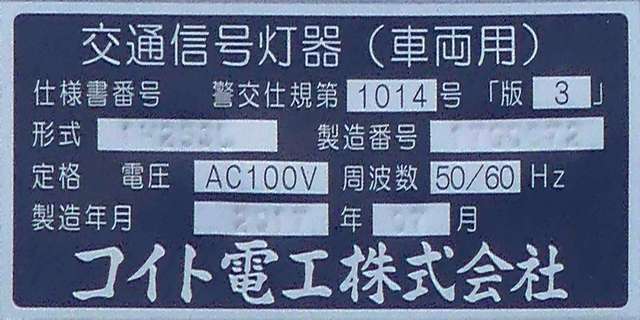 交通信号灯器（車両用）
仕様書番号 警交仕規第 1014 号 「版 3 」
形式 製造番号
定格 電圧 AC100V 周波数 50/60 Hz
製造年月 2017 年 07 月
コイト電工株式会社